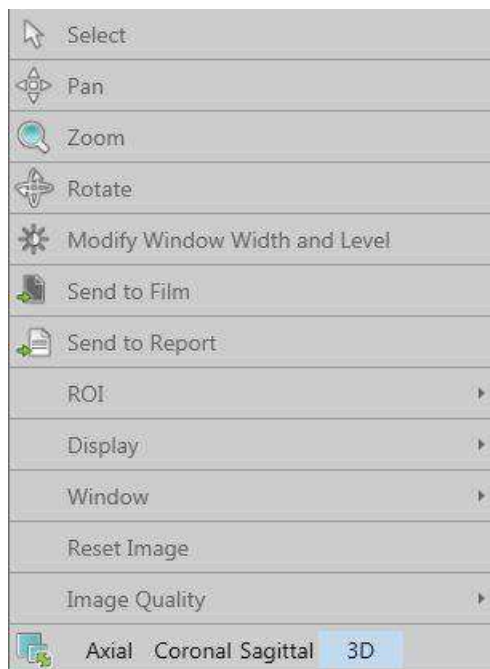 Select
Pan
Zoom
Rotate
Modify Window Width and Level
Send to Film
Send to Report
ROI
Display
Window
Reset Image
Image Quality
Axial Coronal Sagittal 3D